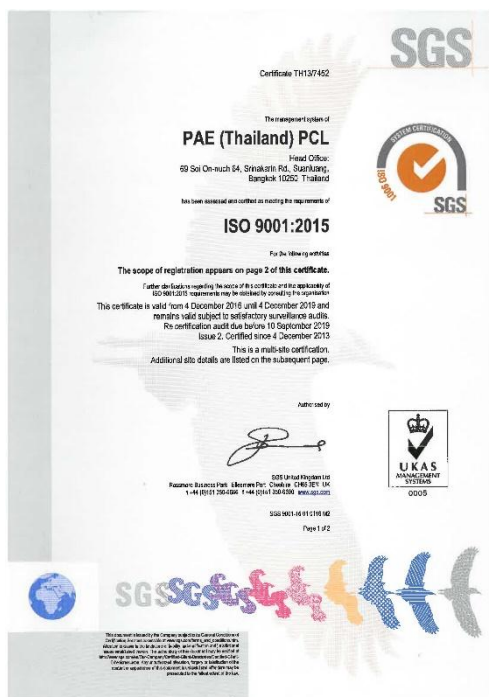 SGS
Certificate TH13/7462
The management system of
PAE (Thailand) PCL
Head Office:
69 Soi On-nuch 64, Srinakarin Rd., Suanluang,
Bangkok 10250 Thailand
has been assessed and certified as meeting the requirements of
ISO 9001:2015
For the following activities
The scope of registration appears on page 2 of this certificate.
Further clarifications regarding the scope of this certificate and the applicability of
ISO 9001:2015 requirements may be obtained by consulting the organisation
This certificate is valid from 4 December 2016 until 4 December 2019 and
remains valid subject to satisfactory surveillance audits.
Re certification audit due before 10 September 2019
Issue 2. Certified since 4 December 2013
This is a multi-site certification.
Additional site details are listed on the subsequent page.
SYSTEM CERTIFICATION
ISO 9001
SGS
Authorised by
SGS United Kingdom Ltd
Rossmore Business Park Ellesmere Port Cheshire CH65 3EN UK
www.sgs.com
Page 1 of 2
UKAS
MANAGEMENT
SYSTEMS
0005
SGS SGS